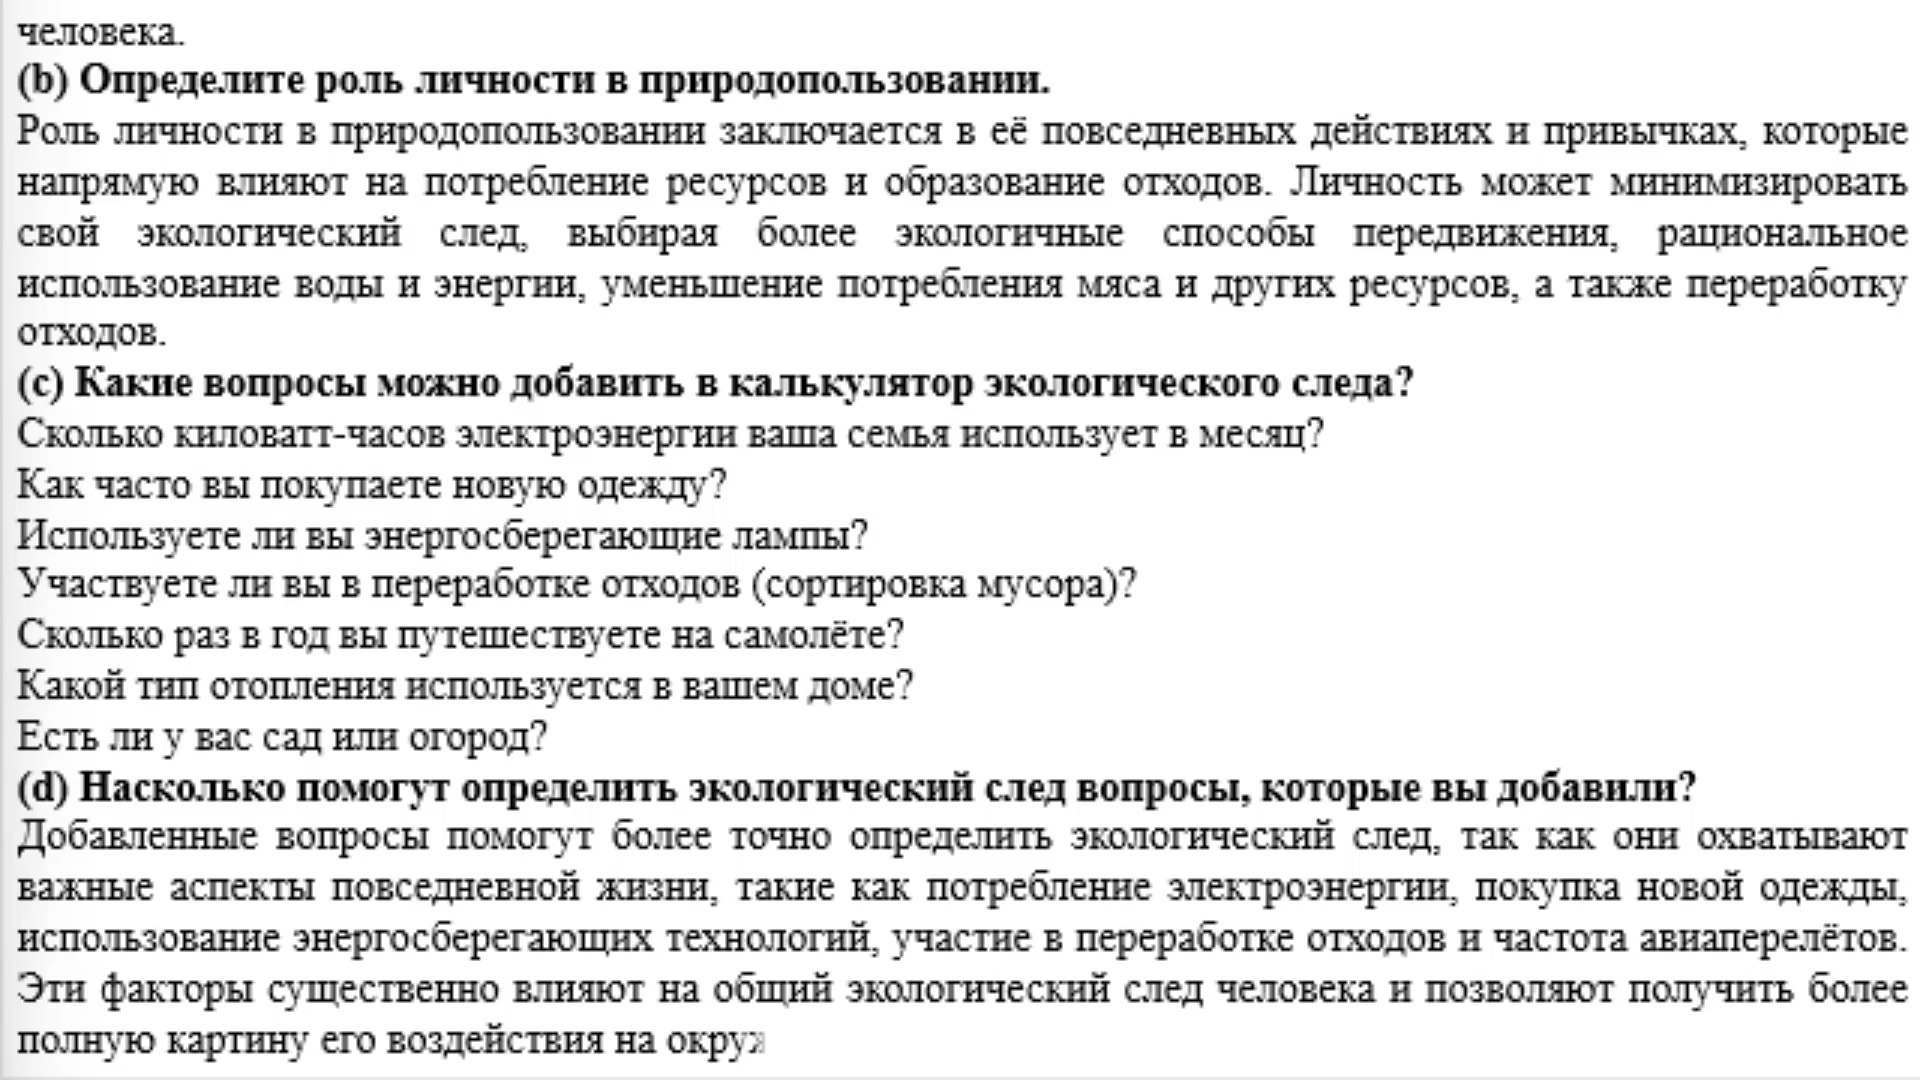 человека.
(b) Определите роль личности в природопользовании.
Роль личности в природопользовании заключается в её повседневных действиях и привычках, которые
напрямую влияют на потребление ресурсов и образование отходов. Личность может минимизировать
свой экологический след, выбирая более экологичные способы передвижения, рациональное
использование воды и энергии, уменьшение потребления мяса и других ресурсов, а также переработку
отходов.
(c) Какие вопросы можно добавить в калькулятор экологического следа?
Сколько киловатт-часов электроэнергии ваша семья использует в месяц?
Как часто вы покупаете новую одежду?
Используете ли вы энергосберегающие лампы?
Участвуете ли вы в переработке отходов (сортировка мусора)?
Сколько раз в год вы путешествуете на самолёте?
Какой тип отопления используется в вашем доме?
Есть ли у вас сад или огород?
(d) Насколько помогут определить экологический след вопросы, которые вы добавили?
Добавленные вопросы помогут более точно определить экологический след, так как они охватывают
важные аспекты повседневной жизни, такие как потребление электроэнергии, покупка новой одежды,
использование энергосберегающих технологий, участие в переработке отходов и частота авиаперелётов.
Эти факторы существенно влияют на общий экологический след человека и позволяют получить более
полную картину его воздействия на